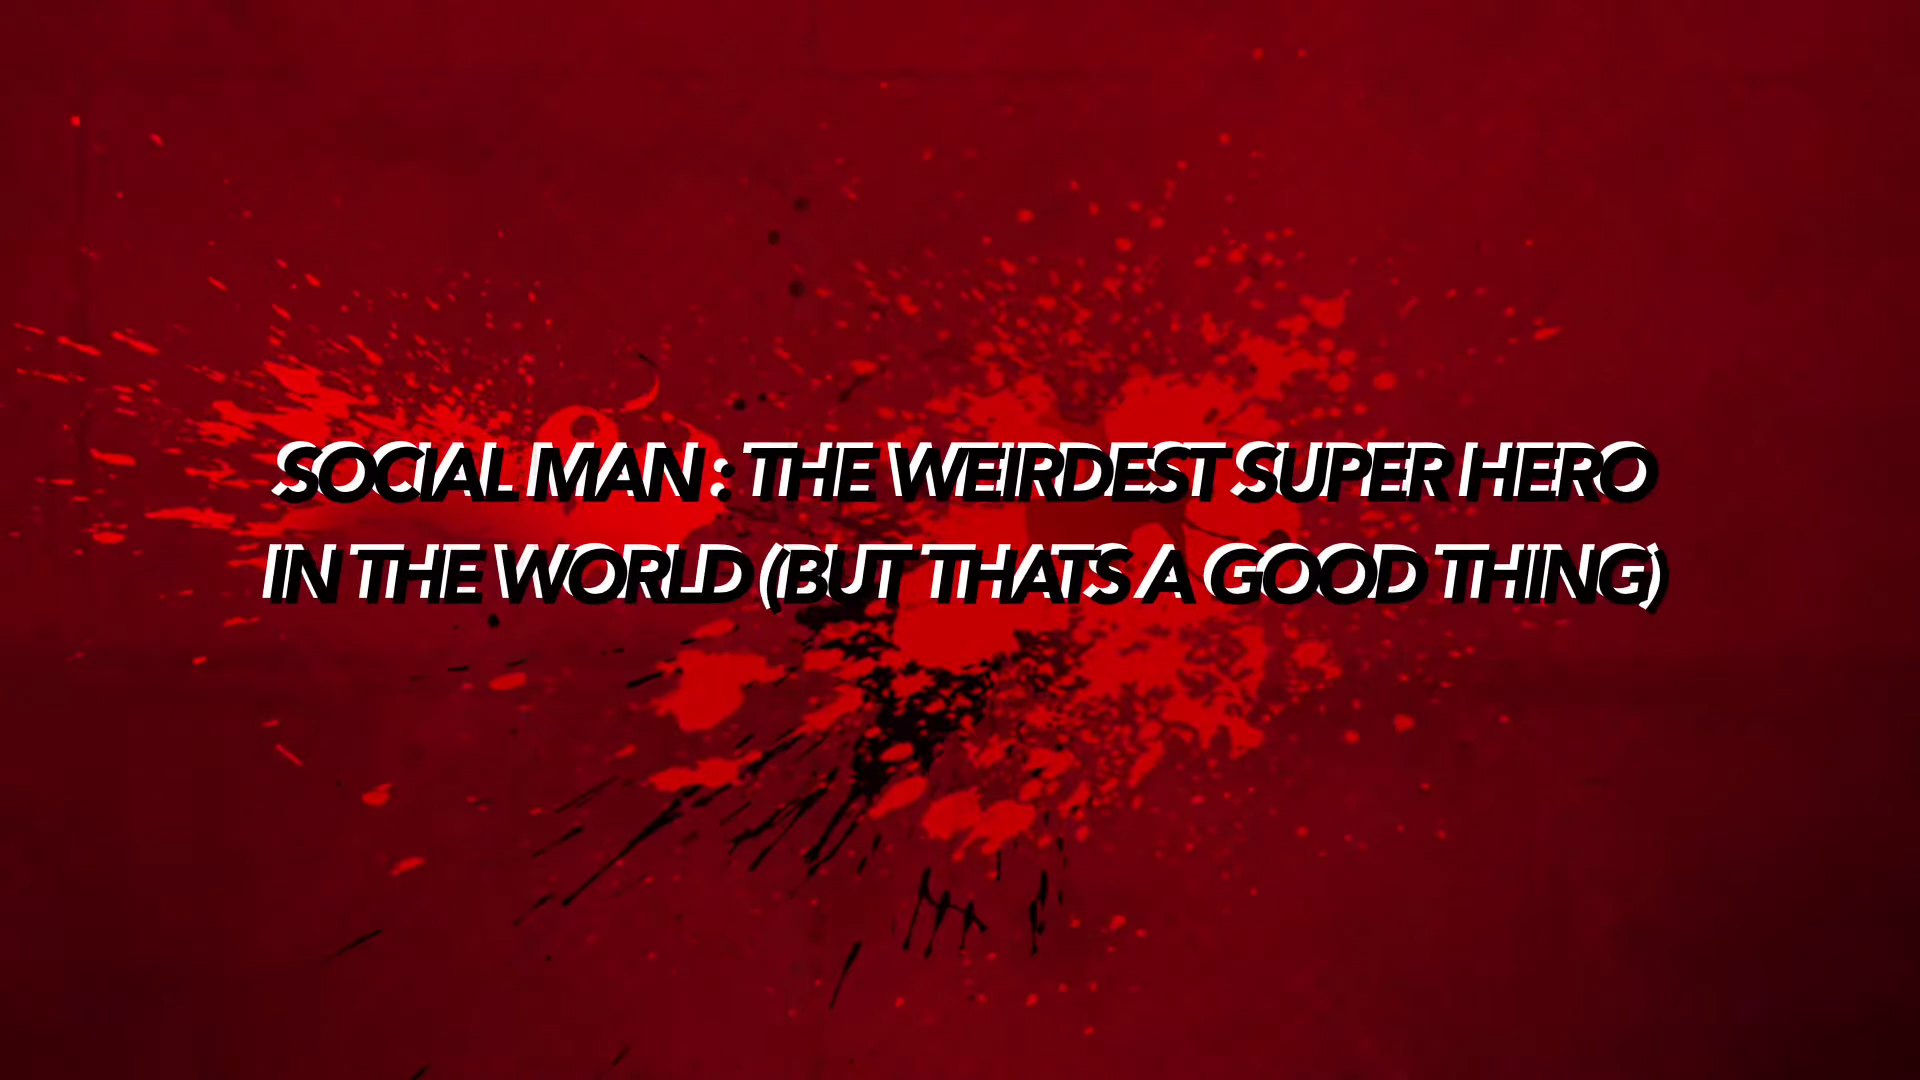 SOCIAL MAN : THE WEIRDEST SUPER HERO
IN THE WORLD (BUT THATS A GOOD THING)